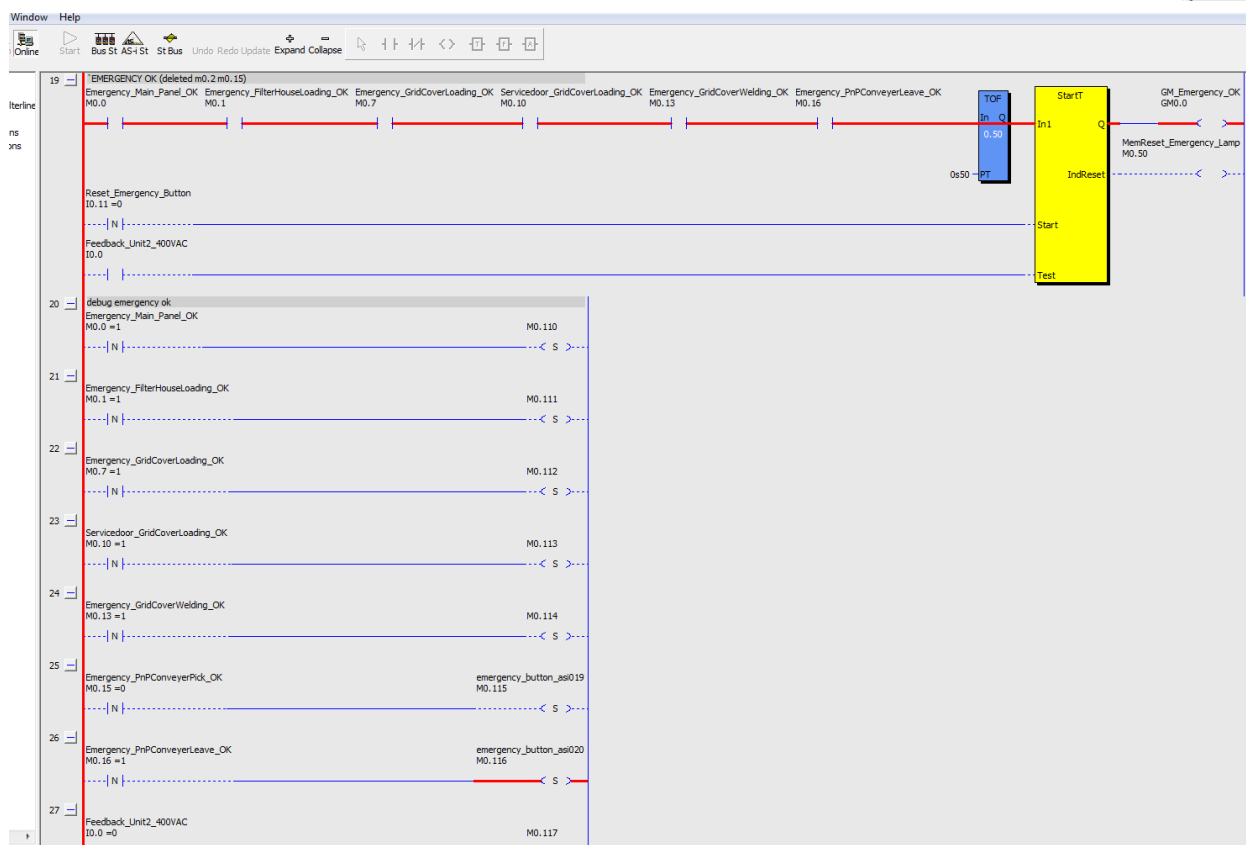 Window Help
Online Start Bus St AS-i St St Bus Undo Redo Update Expand Collapse T F A
19 EMERGENCY OK (deleted m0.2 m0.15)
Emergency_Main_Panel_OK Emergency_FilterHouseLoading_OK Emergency_GridCoverLoading_OK Servicedoor_GridCoverLoading_OK Emergency_GridCoverWelding_OK Emergency_PnPConveyerLeave_OK
M0.0 M0.1 M0.7 M0.10 M0.13 M0.16
TOF
In Q
0.50
0s50 PT
StartT
In1 Q
IndReset
Start
Test
GM_Emergency_OK
GM0.0
MemReset_Emergency_Lamp
M0.50
Reset_Emergency_Button
I0.11 =0
N
Feedback_Unit2_400VAC
I0.0
20 debug emergency ok
Emergency_Main_Panel_OK
M0.0 =1 M0.110
N S
21
Emergency_FilterHouseLoading_OK
M0.1 =1 M0.111
N S
22
Emergency_GridCoverLoading_OK
M0.7 =1 M0.112
N S
23
Servicedoor_GridCoverLoading_OK
M0.10 =1 M0.113
N S
24
Emergency_GridCoverWelding_OK
M0.13 =1 M0.114
N S
25
Emergency_PnPConveyerPick_OK emergency_button_asi019
M0.15 =0 M0.115
N S
26
Emergency_PnPConveyerLeave_OK emergency_button_asi020
M0.16 =1 M0.116
N S
27
Feedback_Unit2_400VAC
I0.0 =0 M0.117